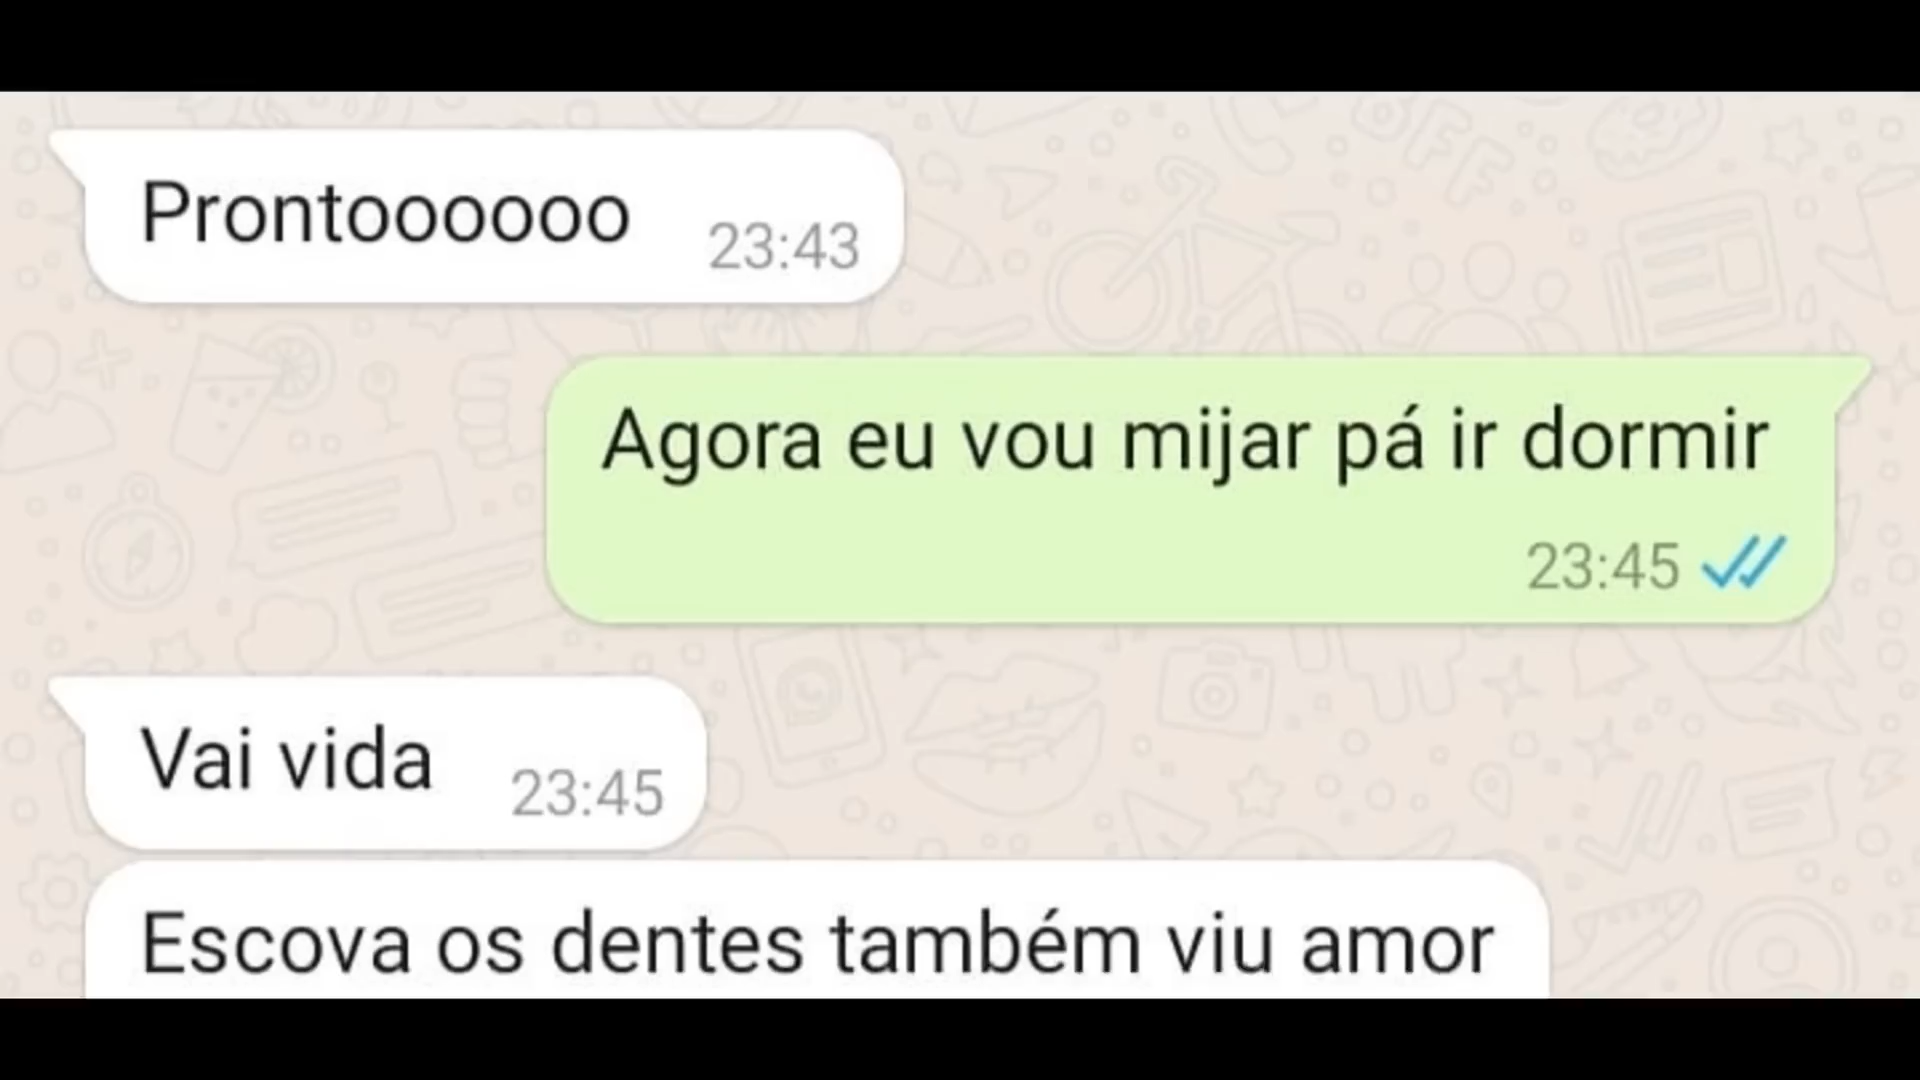 Prontoooooo
23:43
Agora eu vou mijar pá ir dormir
23:45
Vai vida
23:45
Escova os dentes também viu amor